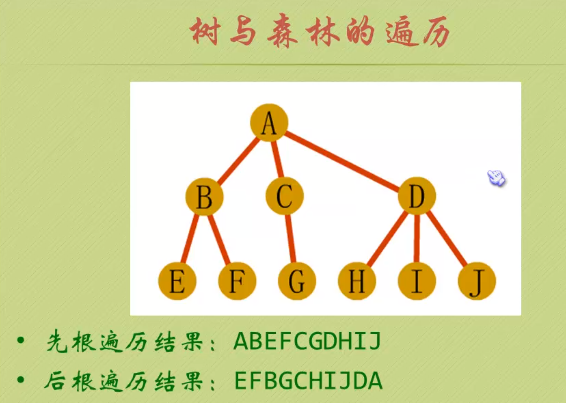 树与森林的遍历
A
B C D
E F G H I J
• 先根遍历结果：ABEFCGDHIJ
• 后根遍历结果：EFBGCHIJDA